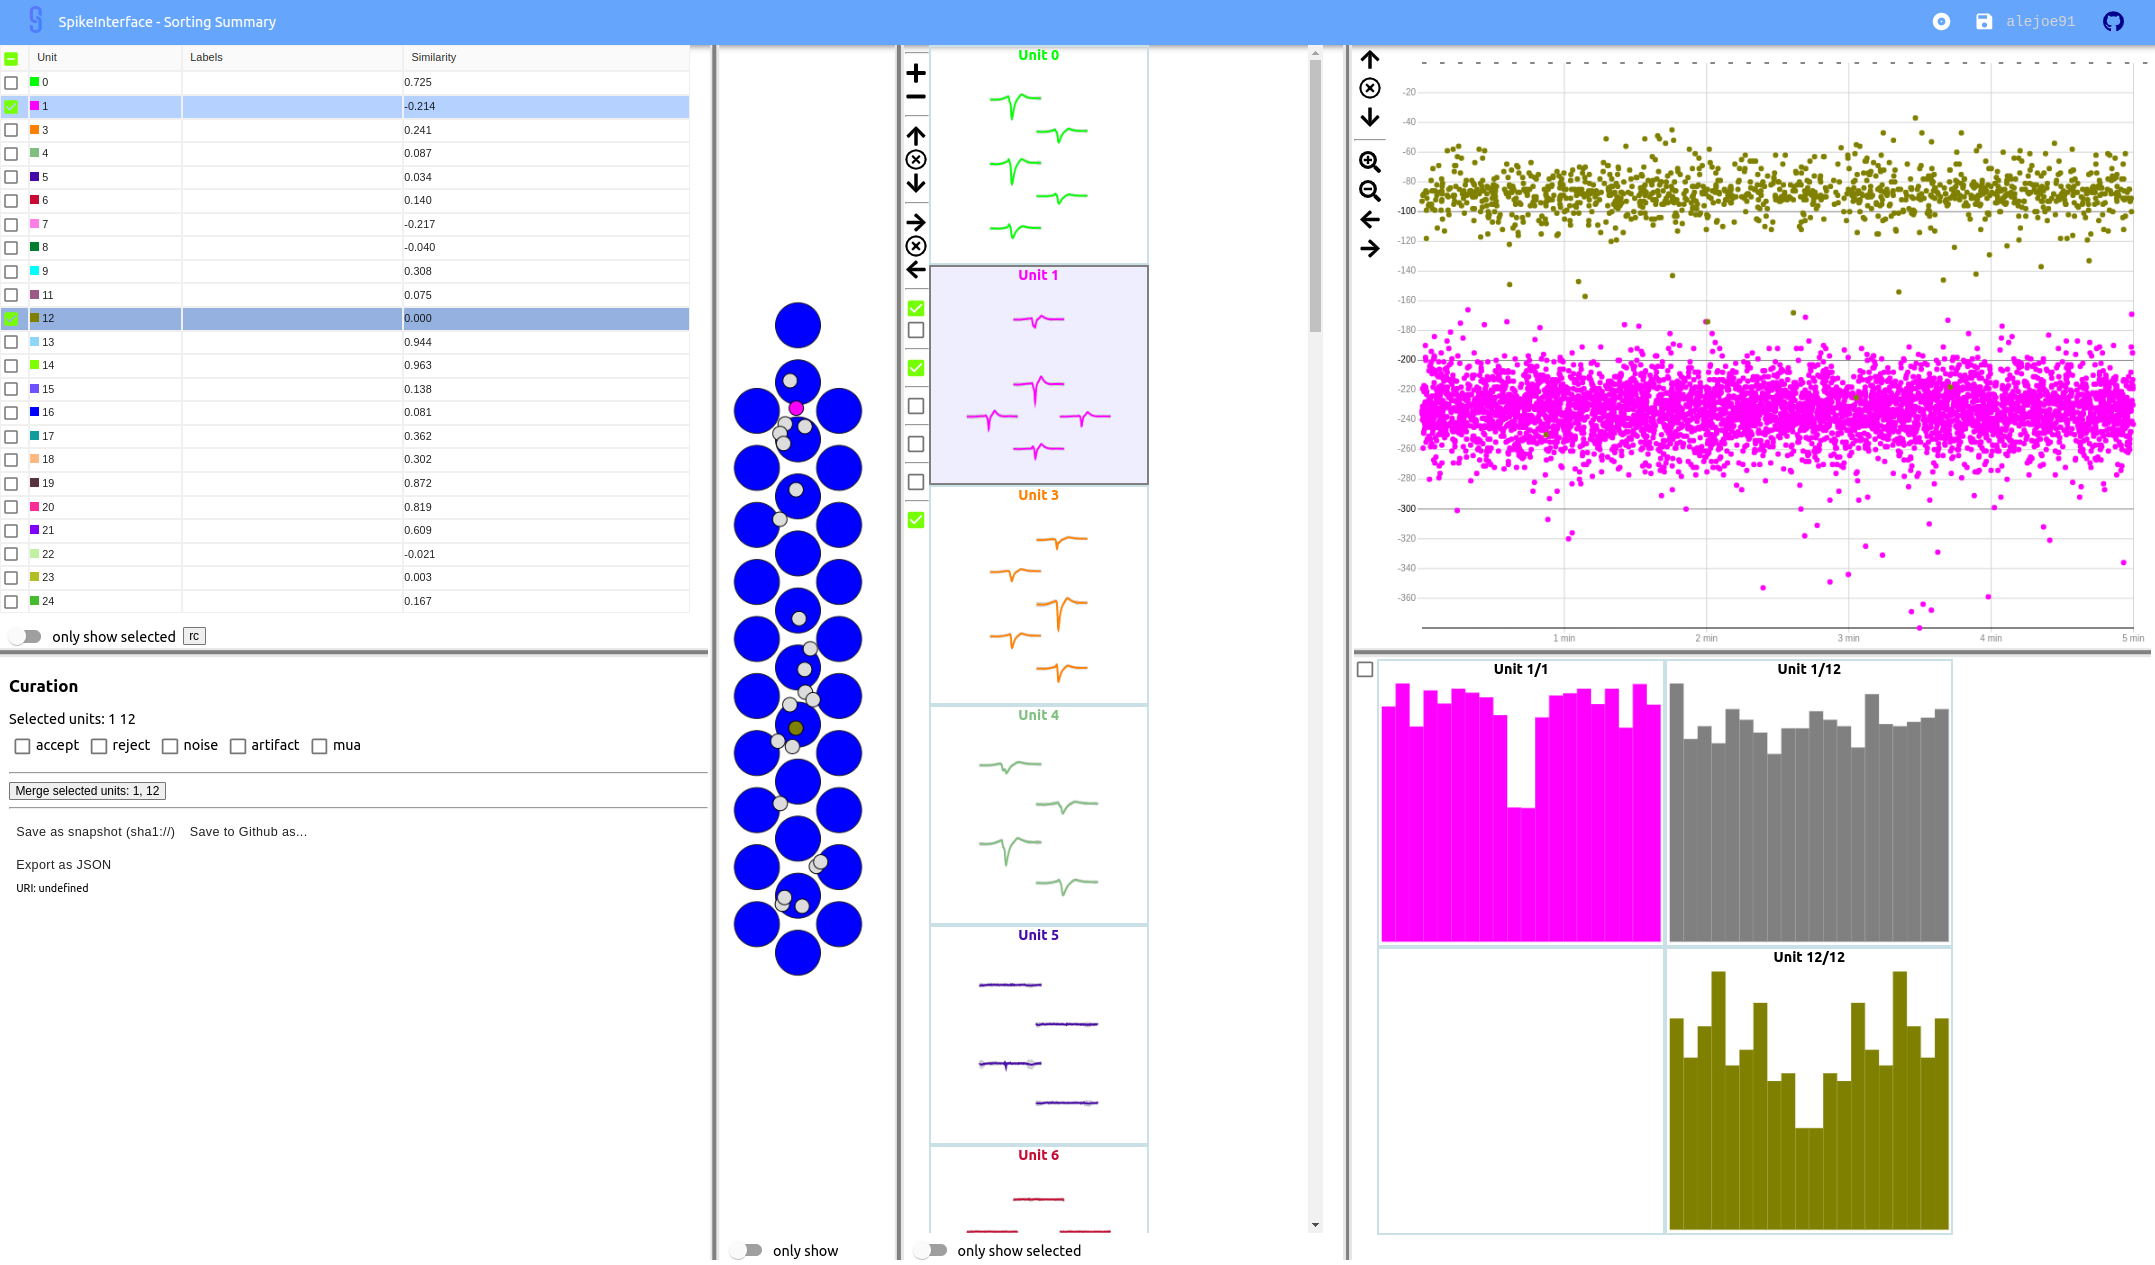 SpikeInterface - Sorting Summary
alejoe91
Unit Labels Similarity
0 0.725
1 -0.214
3 0.241
4 0.087
5 0.034
6 0.140
7 -0.217
8 -0.040
9 0.308
11 0.075
12 0.000
13 0.944
14 0.963
15 0.138
16 0.081
17 0.362
18 0.302
19 0.872
20 0.819
21 0.609
22 -0.021
23 0.003
24 0.167
only show selected rc
Curation
Selected units: 1 12
accept reject noise artifact mua
Merge selected units: 1, 12
Save as snapshot (sha1://) Save to Github as...
Export as JSON
URI: undefined
only show
Unit 0
Unit 1
Unit 3
Unit 4
Unit 5
Unit 6
only show selected
-20
-40
-60
-80
-100
-120
-140
-160
-180
-200
-220
-240
-260
-280
-300
-320
-340
-360
1 min 2 min 3 min 4 min 5 min
Unit 1/1 Unit 1/12
Unit 12/12